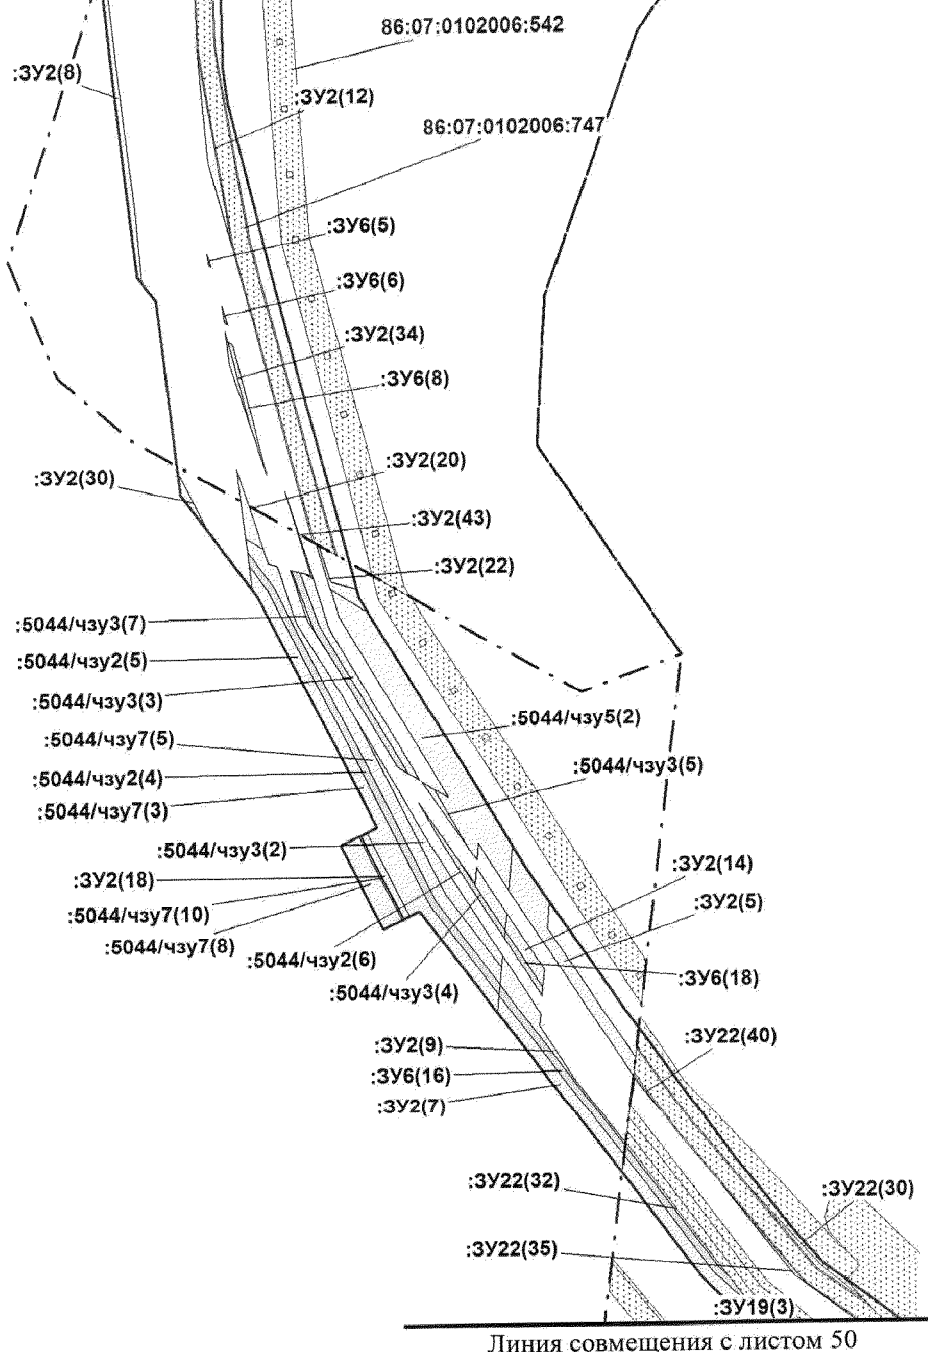 86:07:0102006:542
:ЗУ2(8)
:ЗУ2(12)
86:07:0102006:747
:ЗУ6(5)
:ЗУ6(6)
:ЗУ2(34)
:ЗУ6(8)
:ЗУ2(20)
:ЗУ2(30)
:ЗУ2(43)
:ЗУ2(22)
:5044/чзу3(7)
:5044/чзу2(5)
:5044/чзу3(3)
:5044/чзу5(2)
:5044/чзу7(5)
:5044/чзу3(5)
:5044/чзу2(4)
:5044/чзу7(3)
:5044/чзу3(2)
:ЗУ2(14)
:ЗУ2(18)
:ЗУ2(5)
:5044/чзу7(10)
:5044/чзу7(8)
:5044/чзу2(6)
:ЗУ6(18)
:5044/чзу3(4)
:ЗУ22(40)
:ЗУ2(9)
:ЗУ6(16)
:ЗУ2(7)
:ЗУ22(32)
:ЗУ22(30)
:ЗУ22(35)
:ЗУ19(3)
Линия совмещения с листом 50